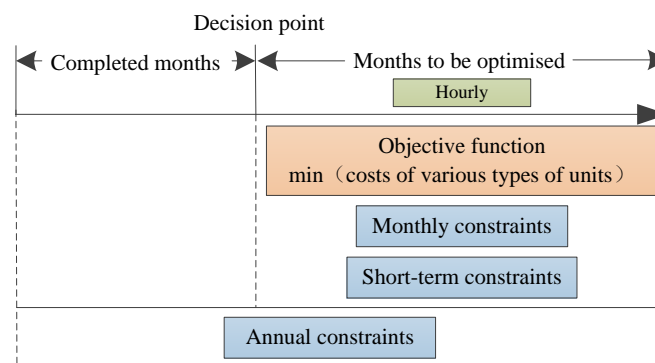 Decision point
Completed months
Months to be optimised
Hourly
Objective function
min（costs of various types of units）
Monthly constraints
Short-term constraints
Annual constraints